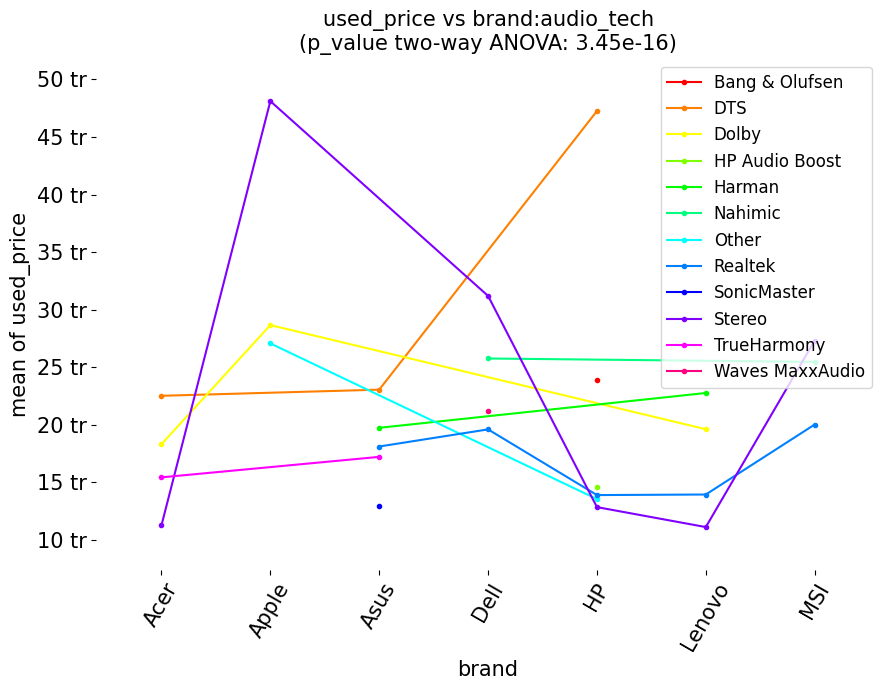 used_price vs brand:audio_tech
(p_value two-way ANOVA: 3.45e-16)
50 tr
45 tr
40 tr
35 tr
30 tr
25 tr
20 tr
15 tr
10 tr
mean of used_price
Bang & Olufsen
DTS
Dolby
HP Audio Boost
Harman
Nahimic
Other
Realtek
SonicMaster
Stereo
TrueHarmony
Waves MaxxAudio
Acer
Apple
Asus
Dell
HP
Lenovo
MSI
brand